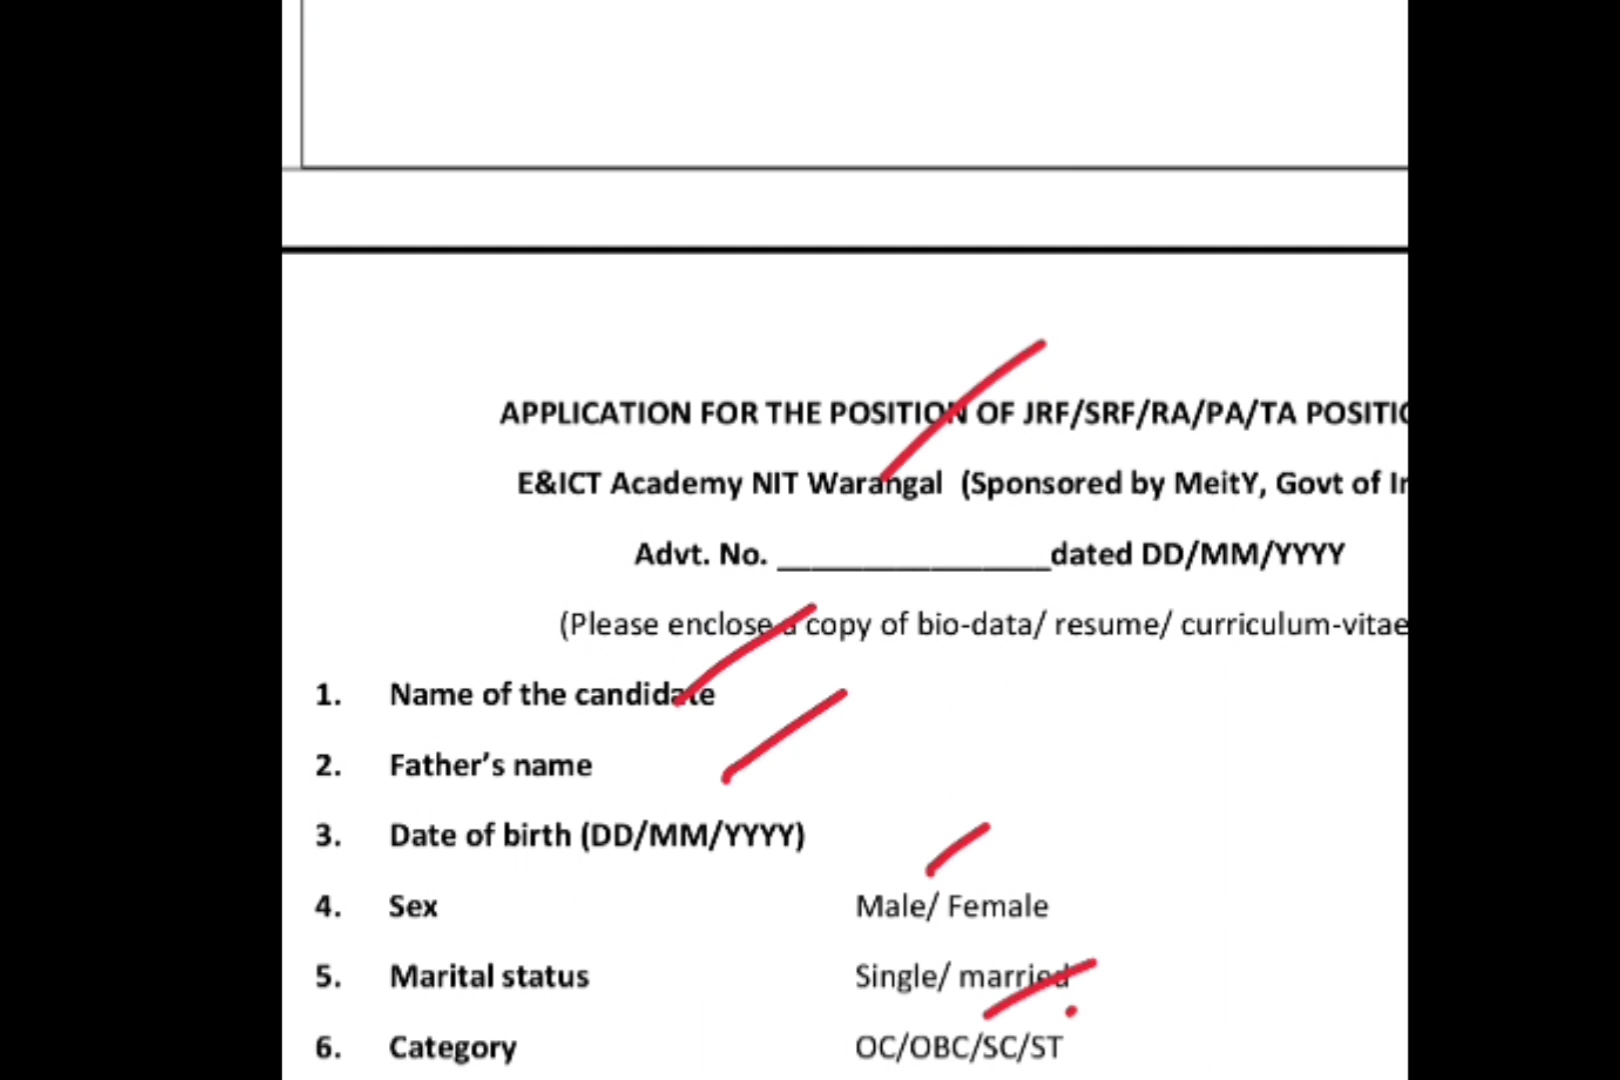 APPLICATION FOR THE POSITION OF JRF/SRF/RA/PA/TA
E&ICT Academy NIT Warangal (Sponsored by MeitY, Govt of
Advt. No. ________________dated DD/MM/YYYY
(Please enclose a copy of bio-data/ resume/ curriculum-vitae
1. Name of the candidate
2. Father’s name
3. Date of birth (DD/MM/YYYY)
4. Sex Male/ Female
5. Marital status Single/ married
6. Category OC/OBC/SC/ST